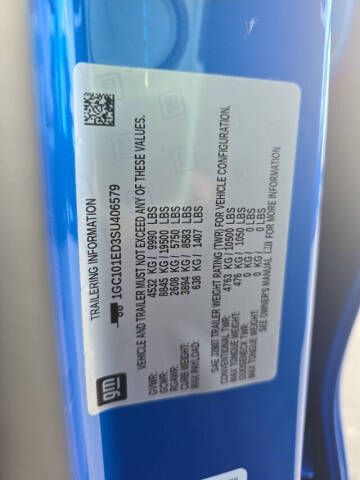 gm
TRAILERING INFORMATION
1GC101ED3SU406579
VEHICLE AND TRAILER MUST NOT EXCEED ANY OF THESE VALUES.
GVWR: 4532 KG / 9990 LBS
GCWR: 8845 KG / 19500 LBS
RGAWR: 2608 KG / 5750 LBS
CURB WEIGHT: 3894 KG / 8583 LBS
MAX PAYLOAD: 638 KG / 1407 LBS
SAE J2807 TRAILER WEIGHT RATING (TWR) FOR VEHICLE CONFIGURATION.
CONVENTIONAL TWR: 4763 KG / 10500 LBS
MAX TONGUE WEIGHT: 476 KG / 1050 LBS
GOOSENECK TWR: 0 KG / 0 LBS
MAX TONGUE WEIGHT: 0 KG / 0 LBS
SEE OWNER'S MANUAL FOR MORE INFORMATION.